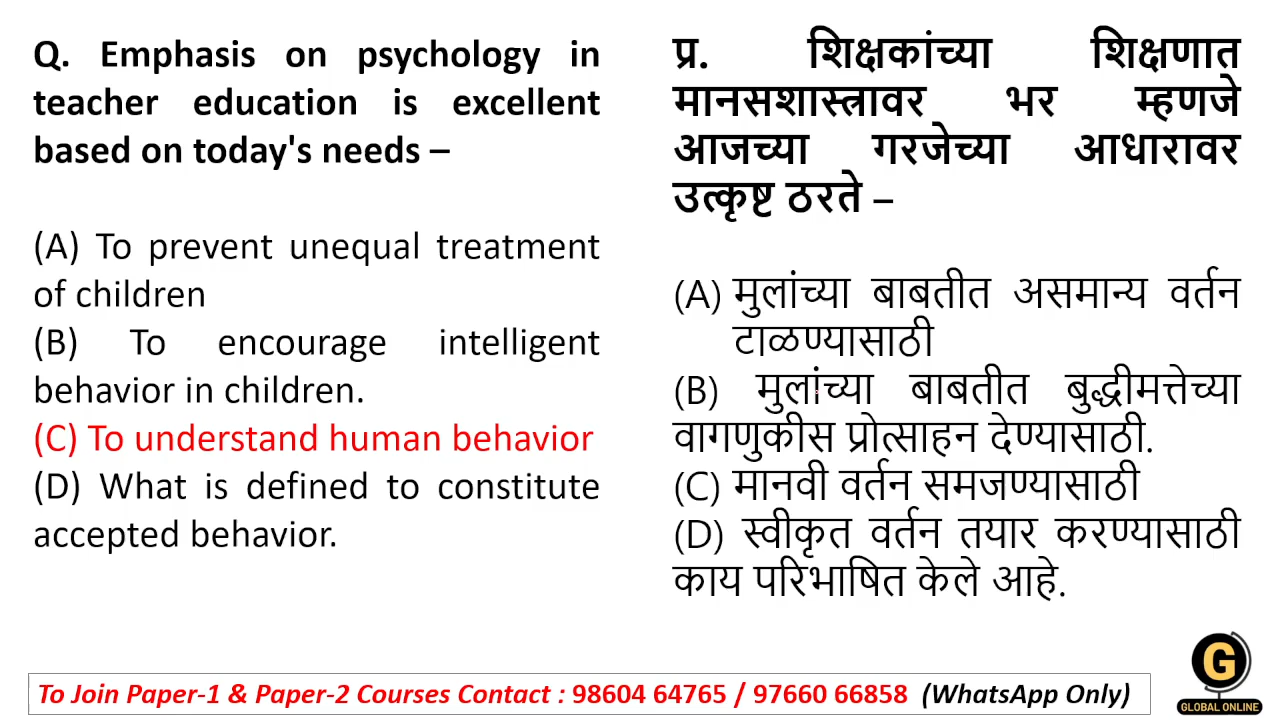 Q. Emphasis on psychology in
teacher education is excellent
based on today's needs –
(A) To prevent unequal treatment
of children
(B) To encourage intelligent
behavior in children.
(C) To understand human behavior
(D) What is defined to constitute
accepted behavior.
प्र. शिक्षकांच्या शिक्षणात
मानसशास्त्रावर भर म्हणजे
आजच्या गरजेच्या आधारावर
उत्कृष्ट ठरते –
(A) मुलांच्या बाबतीत असमान्य वर्तन
टाळण्यासाठी
(B) मुलांच्या बाबतीत बुद्धीमत्तेच्या
वागणुकीस प्रोत्साहन देण्यासाठी.
(C) मानवी वर्तन समजण्यासाठी
(D) स्वीकृत वर्तन तयार करण्यासाठी
काय परिभाषित केले आहे.
To Join Paper-1 & Paper-2 Courses Contact : 98604 64765 / 97660 66858 (WhatsApp Only)
G
GLOBAL ONLINE